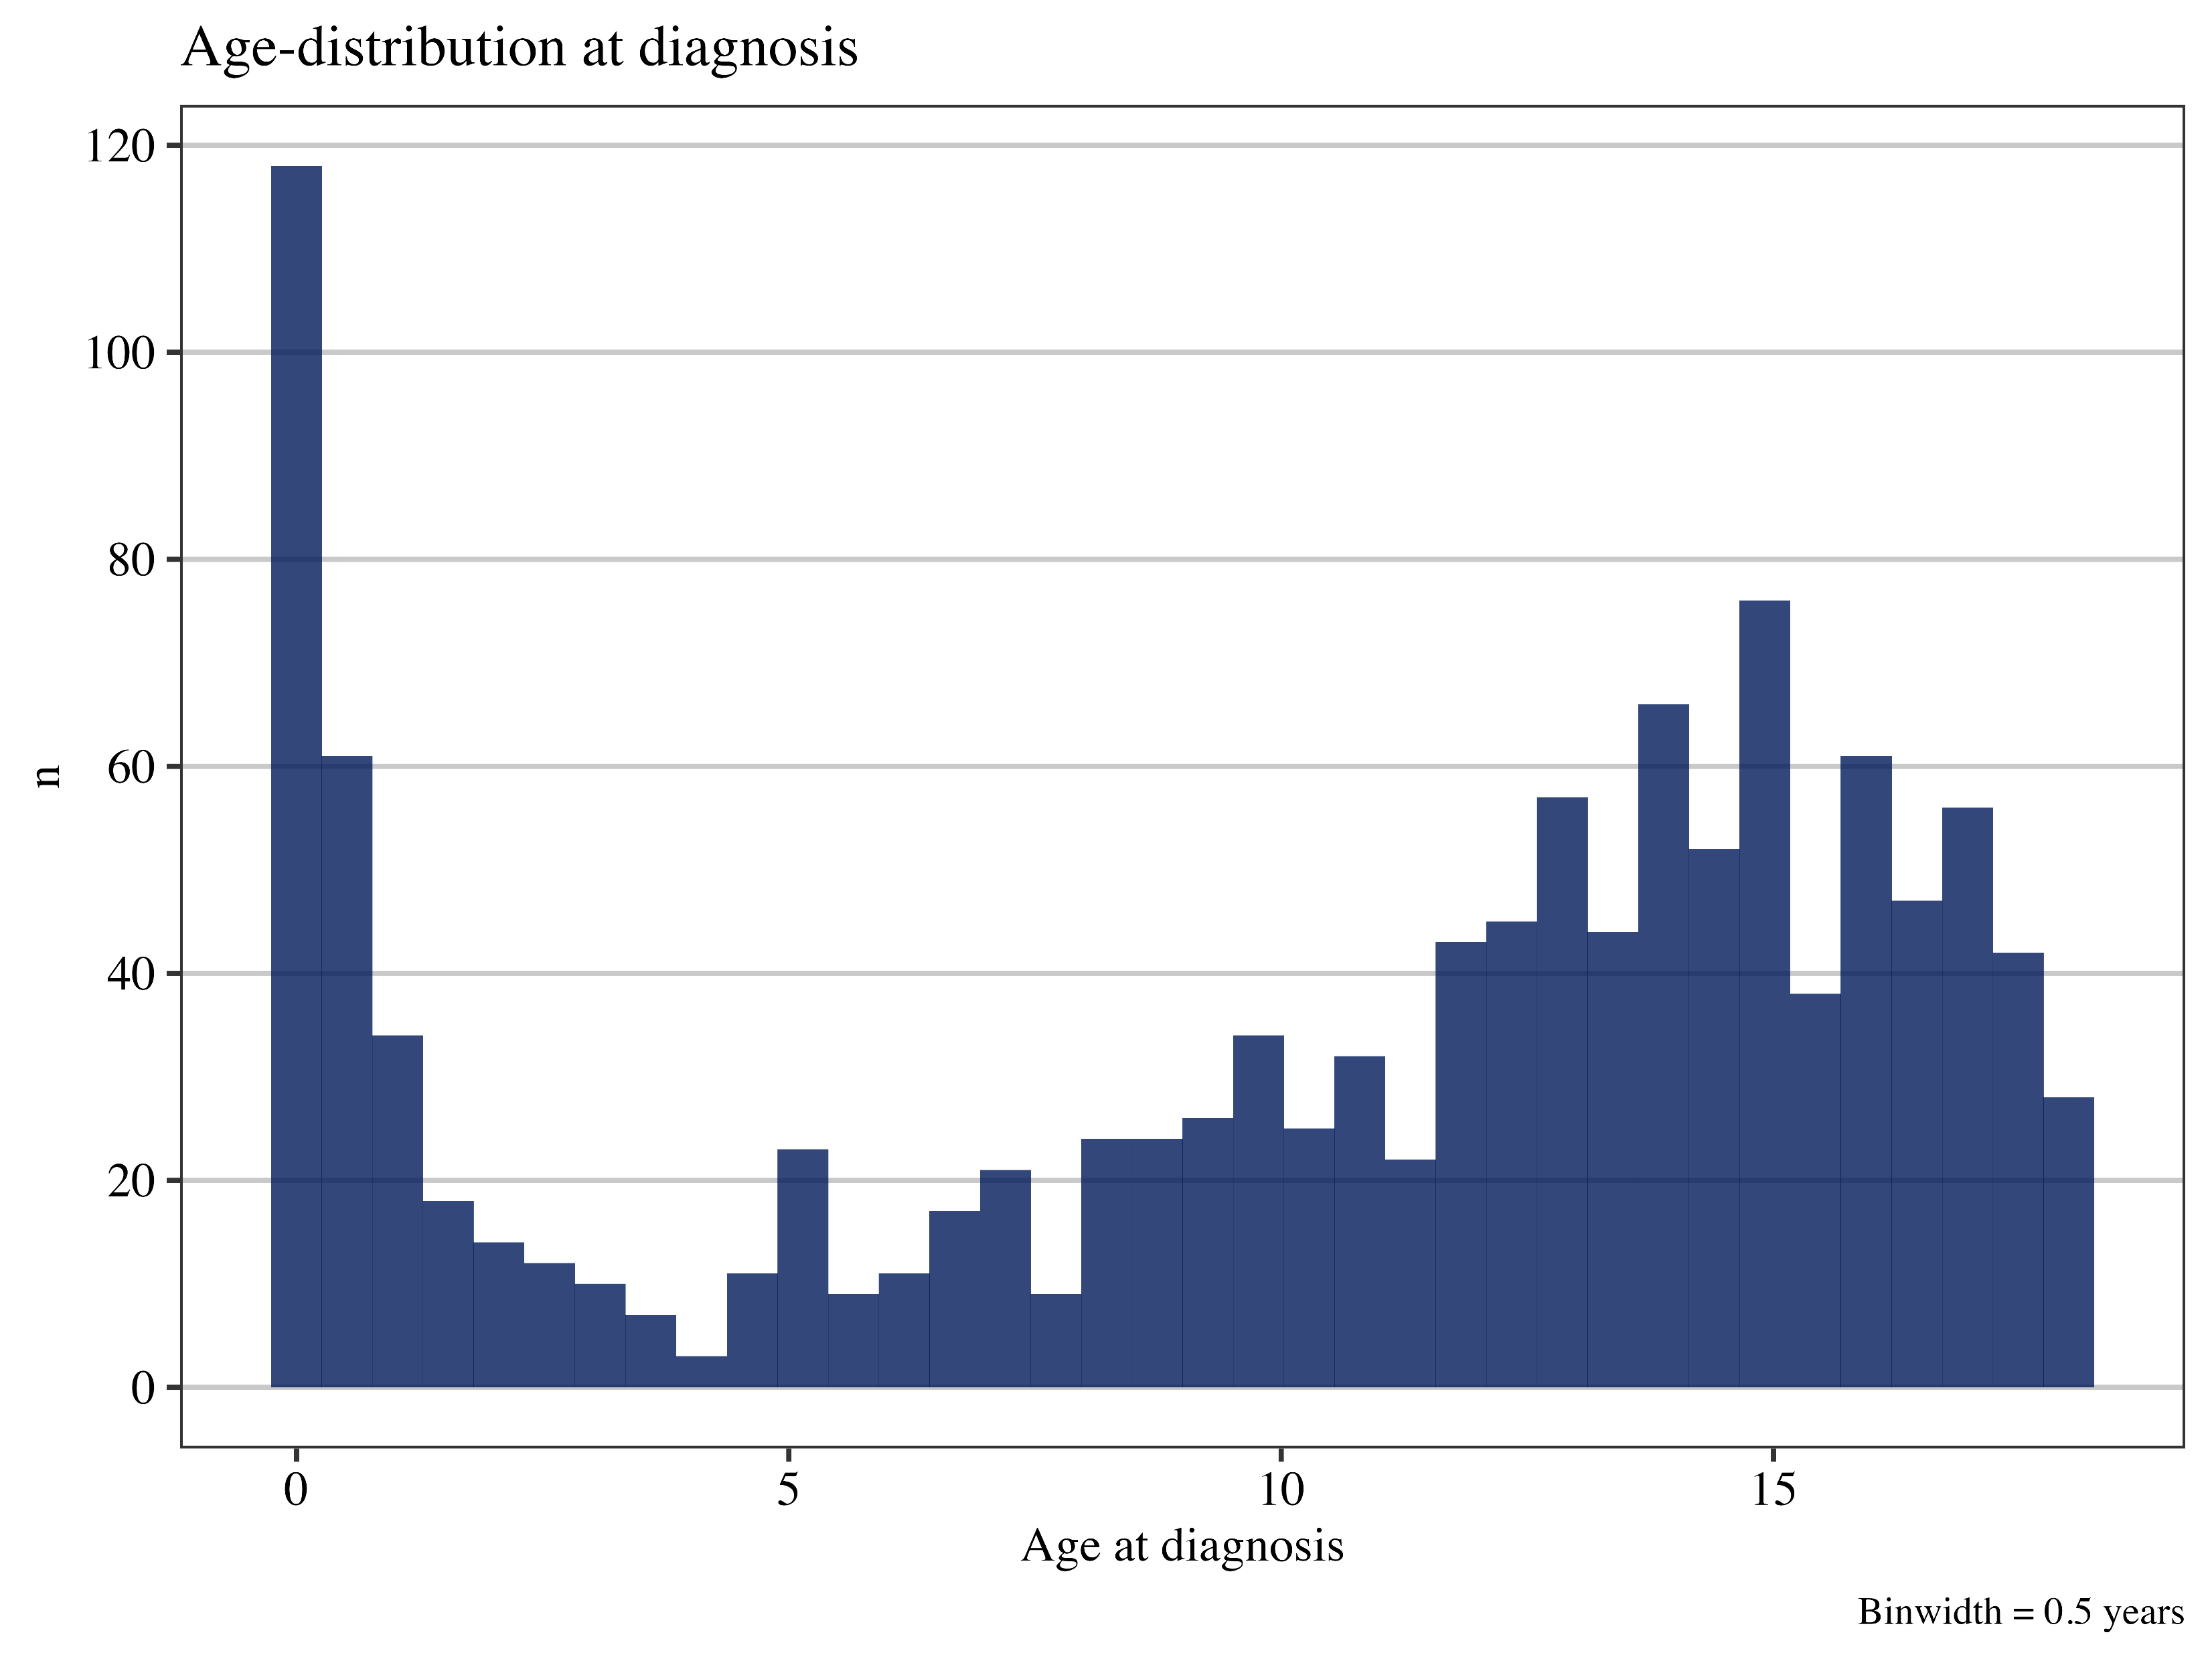 Age-distribution at diagnosis
120
100
80
60
40
20
0
n
0 5 10 15
Age at diagnosis
Binwidth = 0.5 years